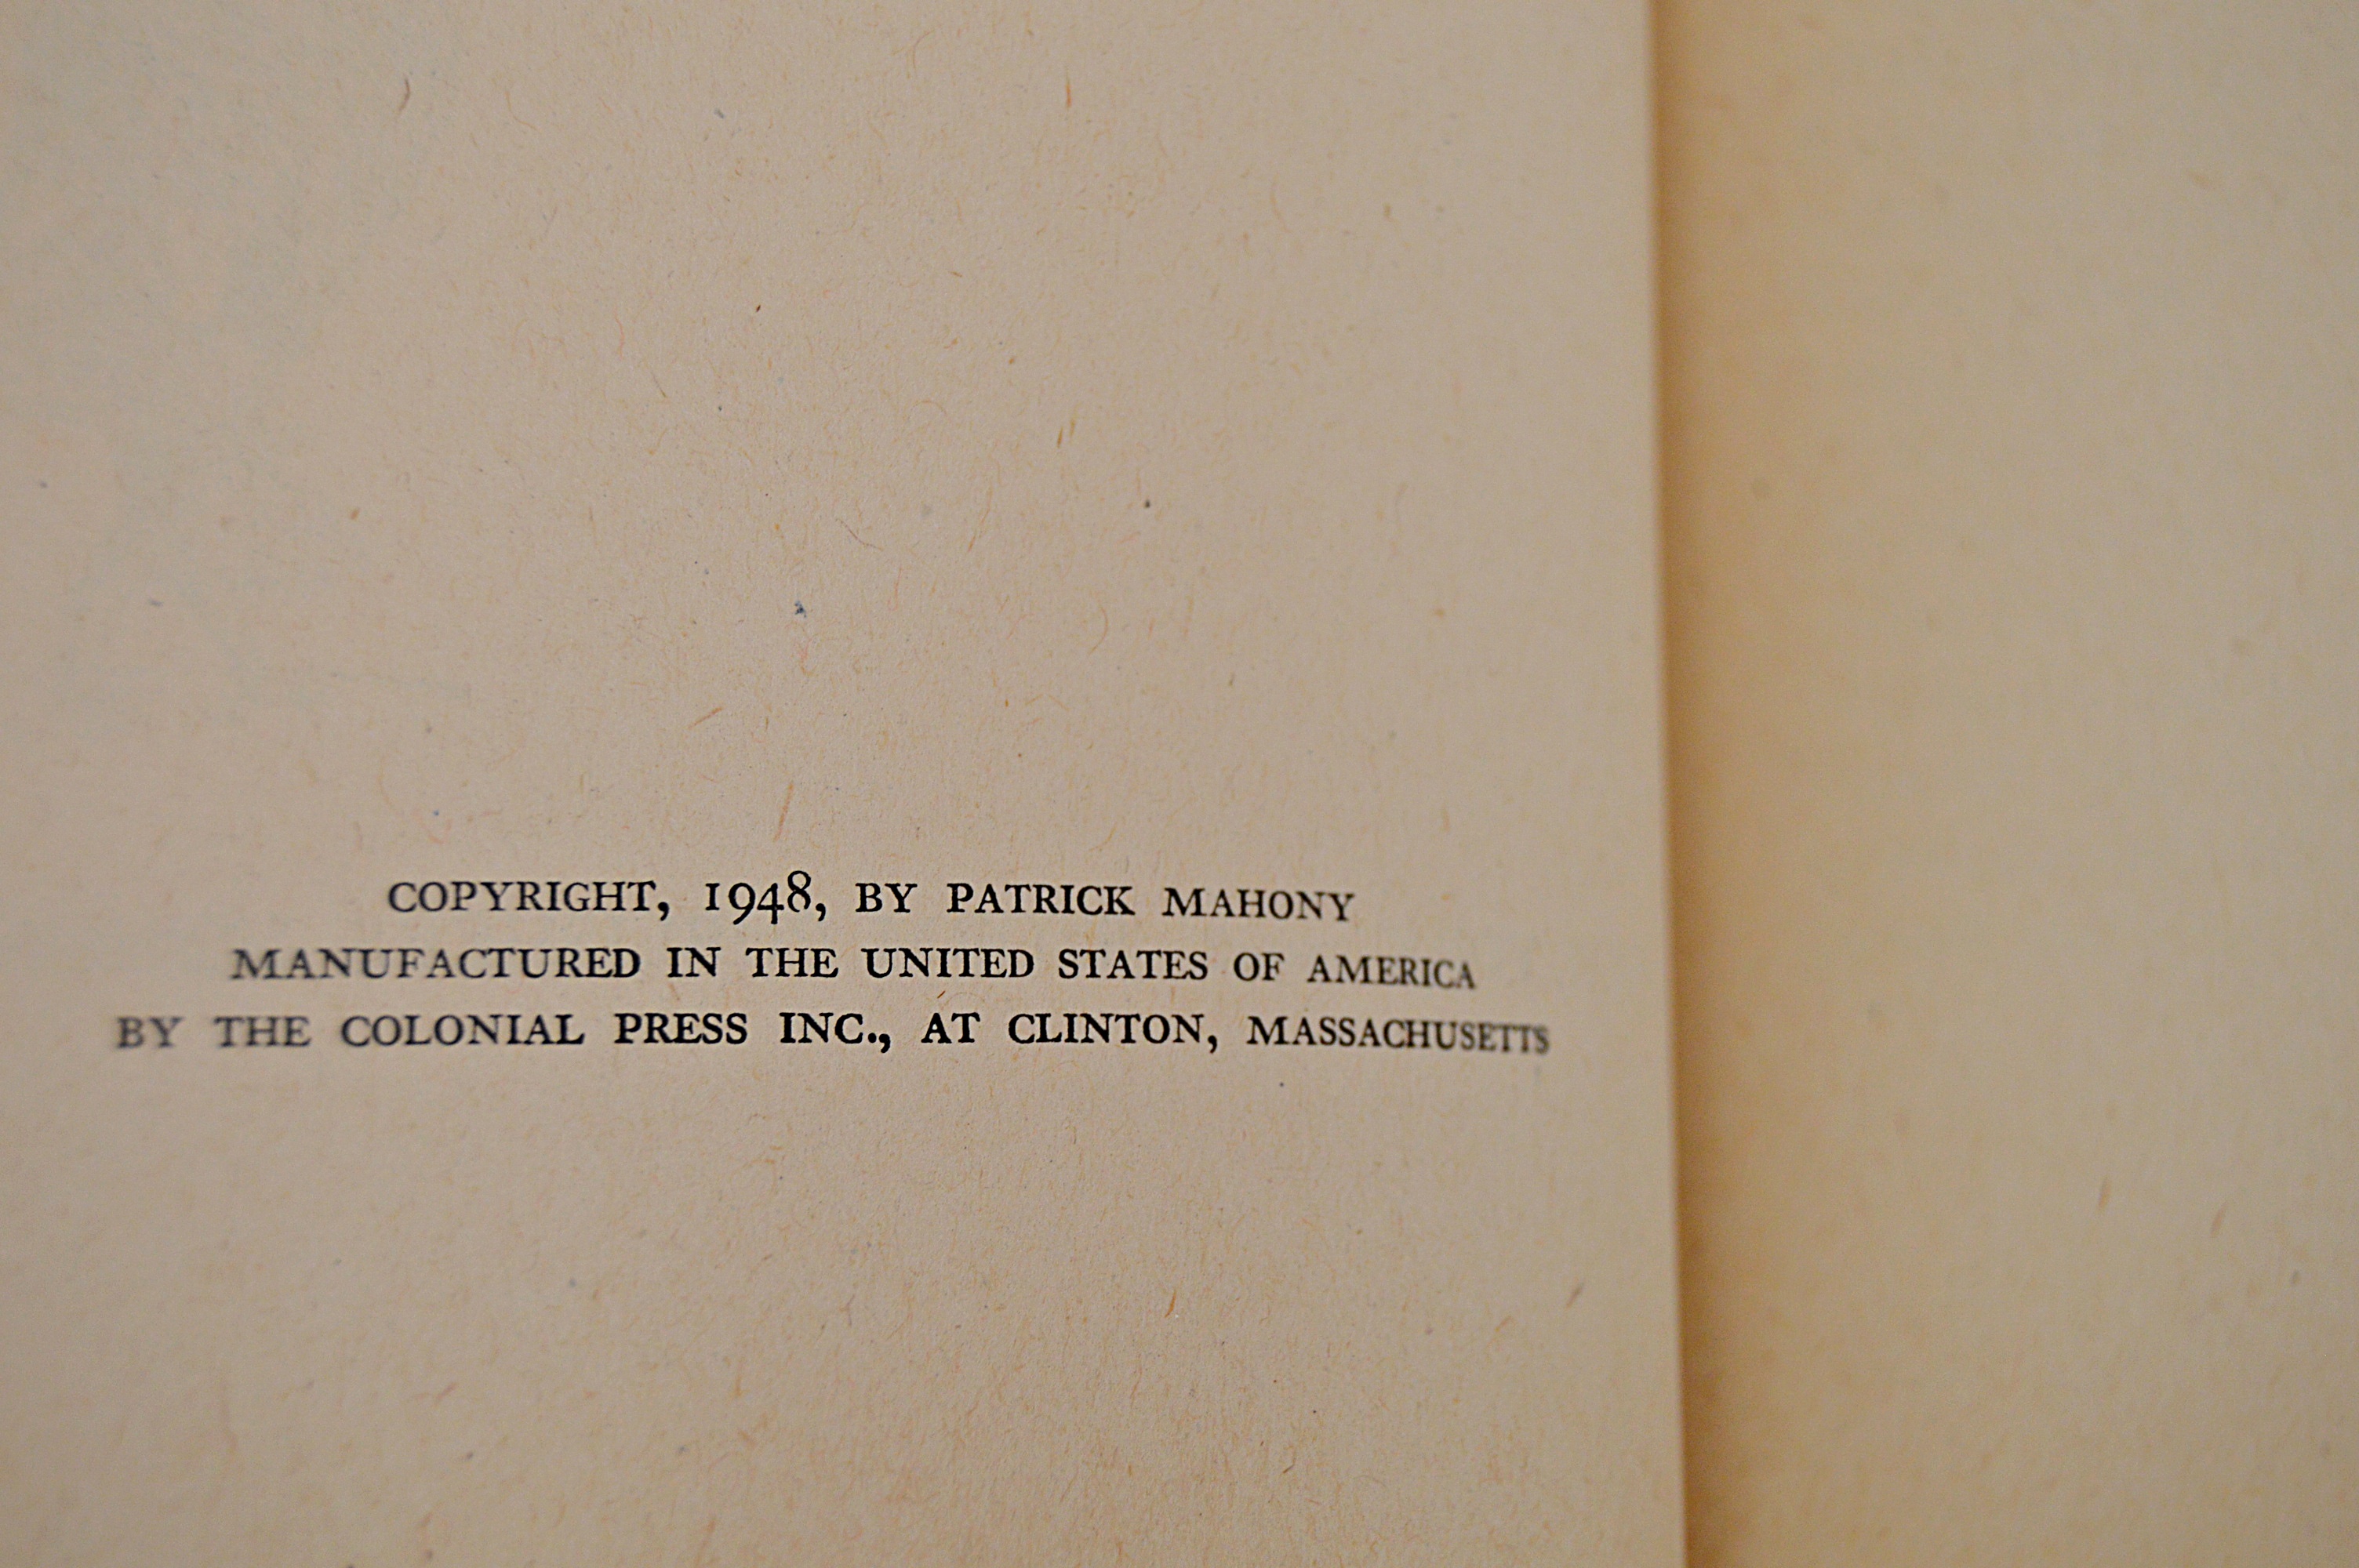 COPYRIGHT, 1948, BY PATRICK MAHONY
MANUFACTURED IN THE UNITED STATES OF AMERICA
BY THE COLONIAL PRESS INC., AT CLINTON, MASSACHUSETTS